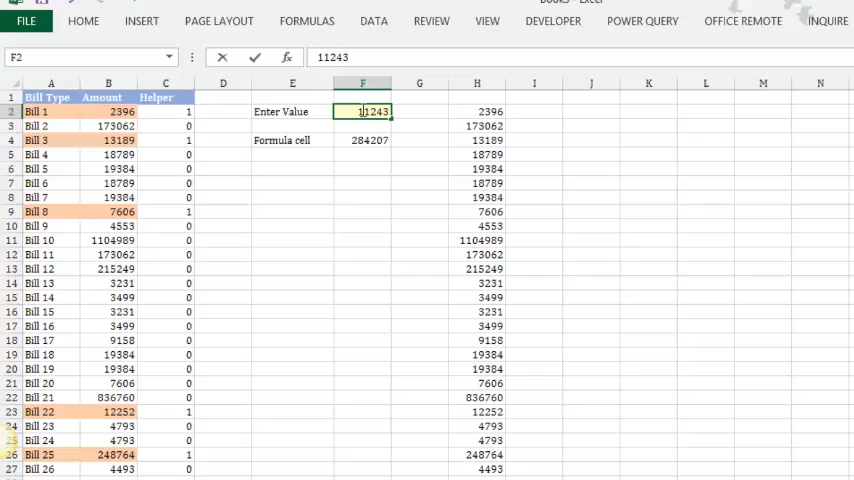 Book5 - Excel
FILE HOME INSERT PAGE LAYOUT FORMULAS DATA REVIEW VIEW DEVELOPER POWER QUERY OFFICE REMOTE INQUIRE
F2 fx 11243
A B C D E F G H I J K L M N
1 Bill Type Amount Helper
2 Bill 1 2396 1 Enter Value 11243 2396
3 Bill 2 173062 0 173062
4 Bill 3 13189 1 Formula cell 284207 13189
5 Bill 4 18789 0 18789
6 Bill 5 19384 0 19384
7 Bill 6 18789 0 18789
8 Bill 7 19384 0 19384
9 Bill 8 7606 1 7606
10 Bill 9 4553 0 4553
11 Bill 10 1104989 0 1104989
12 Bill 11 173062 0 173062
13 Bill 12 215249 0 215249
14 Bill 13 3231 0 3231
15 Bill 14 3499 0 3499
16 Bill 15 3231 0 3231
17 Bill 16 3499 0 3499
18 Bill 17 9158 0 9158
19 Bill 18 19384 0 19384
20 Bill 19 19384 0 19384
21 Bill 20 7606 0 7606
22 Bill 21 836760 0 836760
23 Bill 22 12252 1 12252
24 Bill 23 4793 0 4793
25 Bill 24 4793 0 4793
26 Bill 25 248764 1 248764
27 Bill 26 4493 0 4493